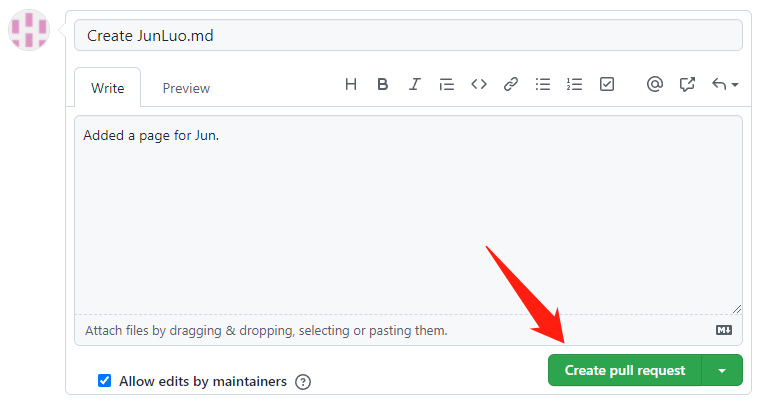 Create JunLuo.md
Write Preview
Added a page for Jun.
Attach files by dragging & dropping, selecting or pasting them.
Allow edits by maintainers
Create pull request